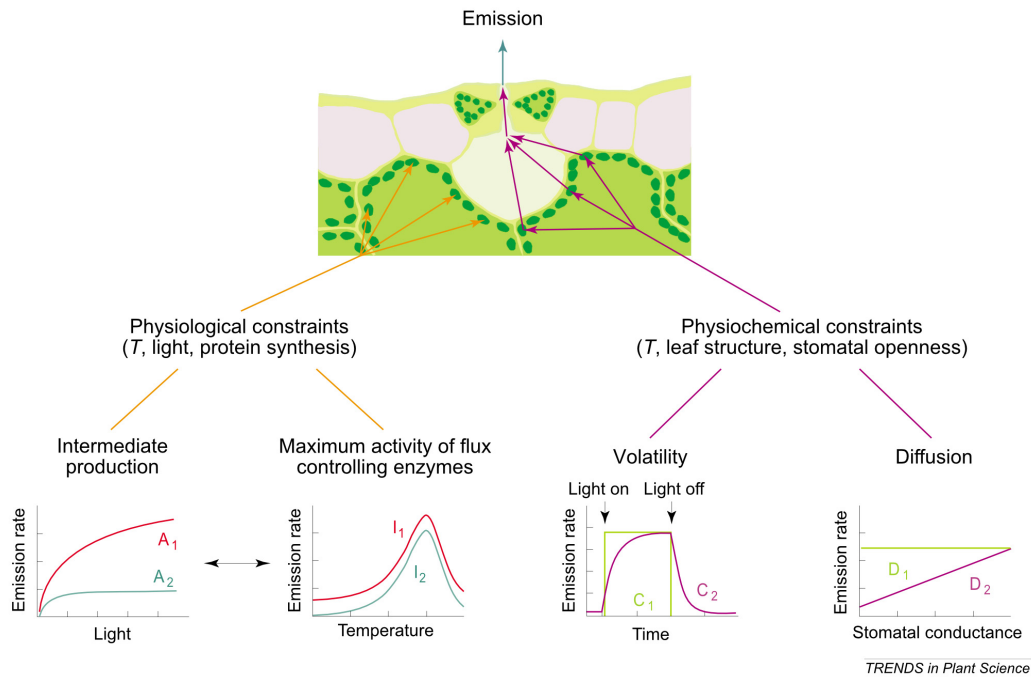 Emission
Physiological constraints
(T, light, protein synthesis)
Physiochemical constraints
(T, leaf structure, stomatal openness)
Intermediate
production
Maximum activity of flux
controlling enzymes
Volatility
Diffusion
Emission rate
A1
A2
Light
Emission rate
I1
I2
Temperature
Light on
Light off
Emission rate
C1
C2
Time
Emission rate
D1
D2
Stomatal conductance
TRENDS in Plant Science